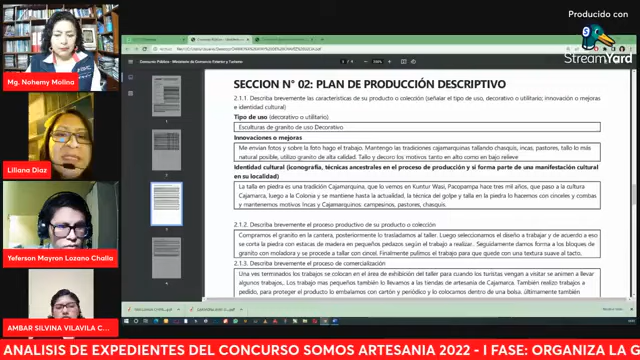 Producido con
StreamYard
Mg. Nohemy Molina
Liliana Diaz
Yeferson Mayron Lozano Challa
AMBAR SILVINA VILAVILA C...
SECCION N° 02: PLAN DE PRODUCCIÓN DESCRIPTIVO
2.1.1. Describa brevemente las características de su producto o colección (señalar el tipo de uso, decorativo o utilitario; innovación o mejoras
e identidad cultural)
Tipo de uso (decorativo o utilitario)
Esculturas de granito de uso Decorativo
Innovaciones o mejoras
Me envían fotos y sobre la foto hago el trabajo. Mantengo las tradiciones cajamarquinas tallando chasquis, incas, pastores, tallo lo más
natural posible, utilizo granito de alta calidad. Tallo y decoro los motivos tanto en alto como en bajo relieve
Identidad cultural (iconografía, técnicas ancestrales en el proceso de producción y si forma parte de una manifestación cultural
en su localidad)
La talla en piedra es una tradición Cajamarquina, que lo vemos en Kuntur Wasi, Pacopampa hace tres mil años, que paso a la cultura
Cajamarca, luego a la Colonia y se mantiene hasta la actualidad, la técnica del golpe y talla en la piedra lo hacemos con cinceles y combas
y mantenemos motivos Incas y Cajamarquinos: campesinos, pastores, chasquis.
2.1.2. Describa brevemente el proceso productivo de su producto o colección
Compramos el granito en la cantera, posteriormente lo trasladamos al taller. Luego seleccionamos el diseño a trabajar y de acuerdo a eso
se corta la piedra con estacas de madera en pequeños pedazos según el trabajo a realizar. Seguidamente damos forma a los bloques de
granito con moladora y se procede a tallar con cincel. Finalmente pulimos el trabajo para que quede con una textura suave al tacto.
2.1.3. Describa brevemente el proceso de comercialización
Una ves terminados los trabajos se colocan en el área de exhibición del taller para cuando los turistas vengan a visitar se animen a llevar
algunos trabajos. Los trabajo mas pequeños también lo llevamos a las tiendas de artesanía de Cajamarca. También realizo trabajos a
pedido, para proteger el producto lo embalamos con cartón y periódico y lo colocamos dentro de una bolsa. últimamente también
ANALISIS DE EXPEDIENTES DEL CONCURSO SOMOS ARTESANIA 2022 - I FASE: ORGANIZA LA G